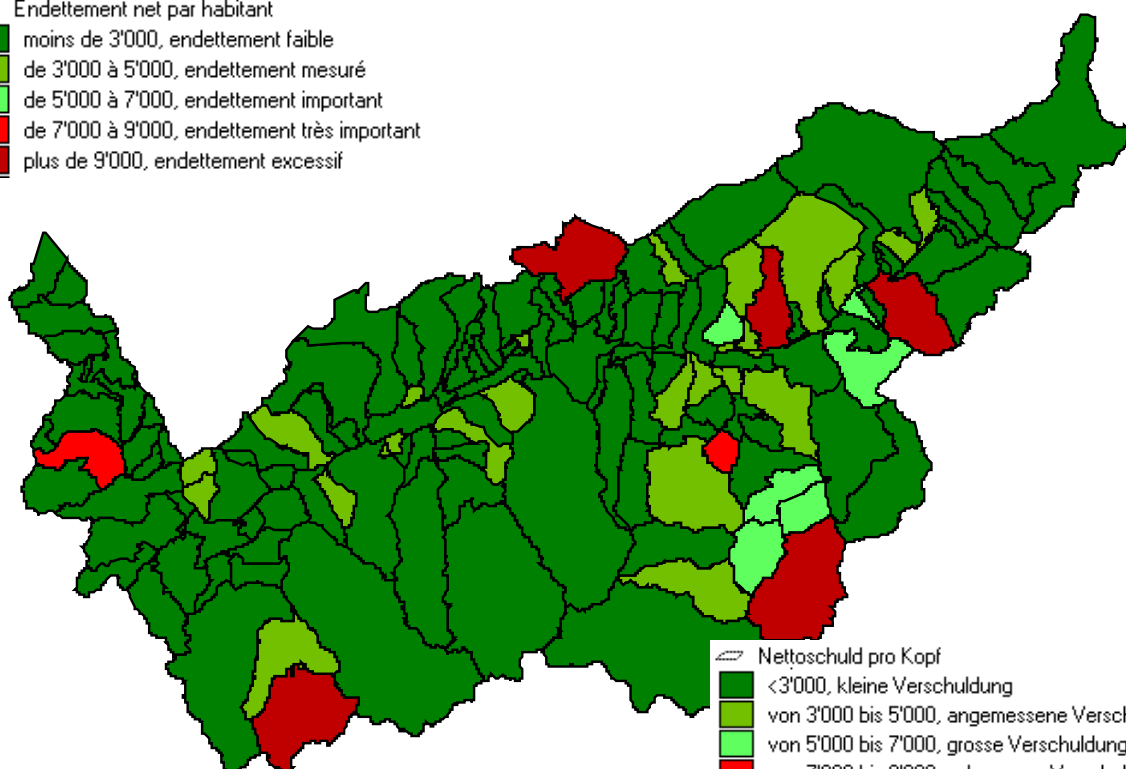 Endettement net par habitant
moins de 3'000, endettement faible
de 3'000 à 5'000, endettement mesuré
de 5'000 à 7'000, endettement important
de 7'000 à 9'000, endettement très important
plus de 9'000, endettement excessif
Nettoschuld pro Kopf
<3'000, kleine Verschuldung
von 3'000 bis 5'000, angemessene Versch
von 5'000 bis 7'000, grosse Verschuldung